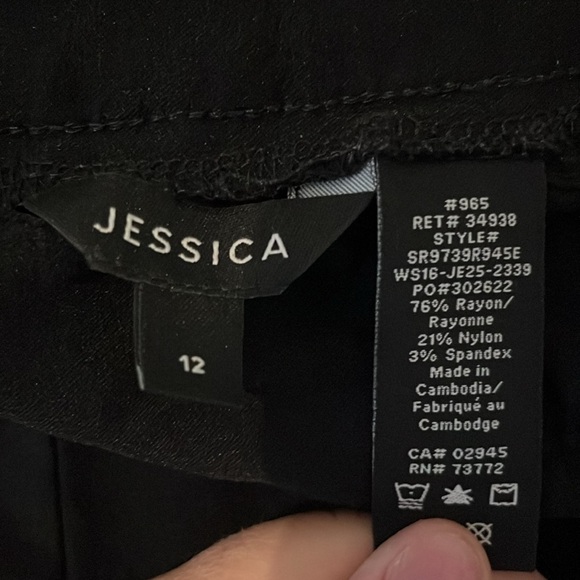 JESSICA
12
#965
RET# 34938
STYLE#
SR9739R945E
WS16-JE25-2339
PO#302622
76% Rayon/
Rayonne
21% Nylon
3% Spandex
Made in
Cambodia/
Fabriqué au
Cambodge
CA# 02945
RN# 73772